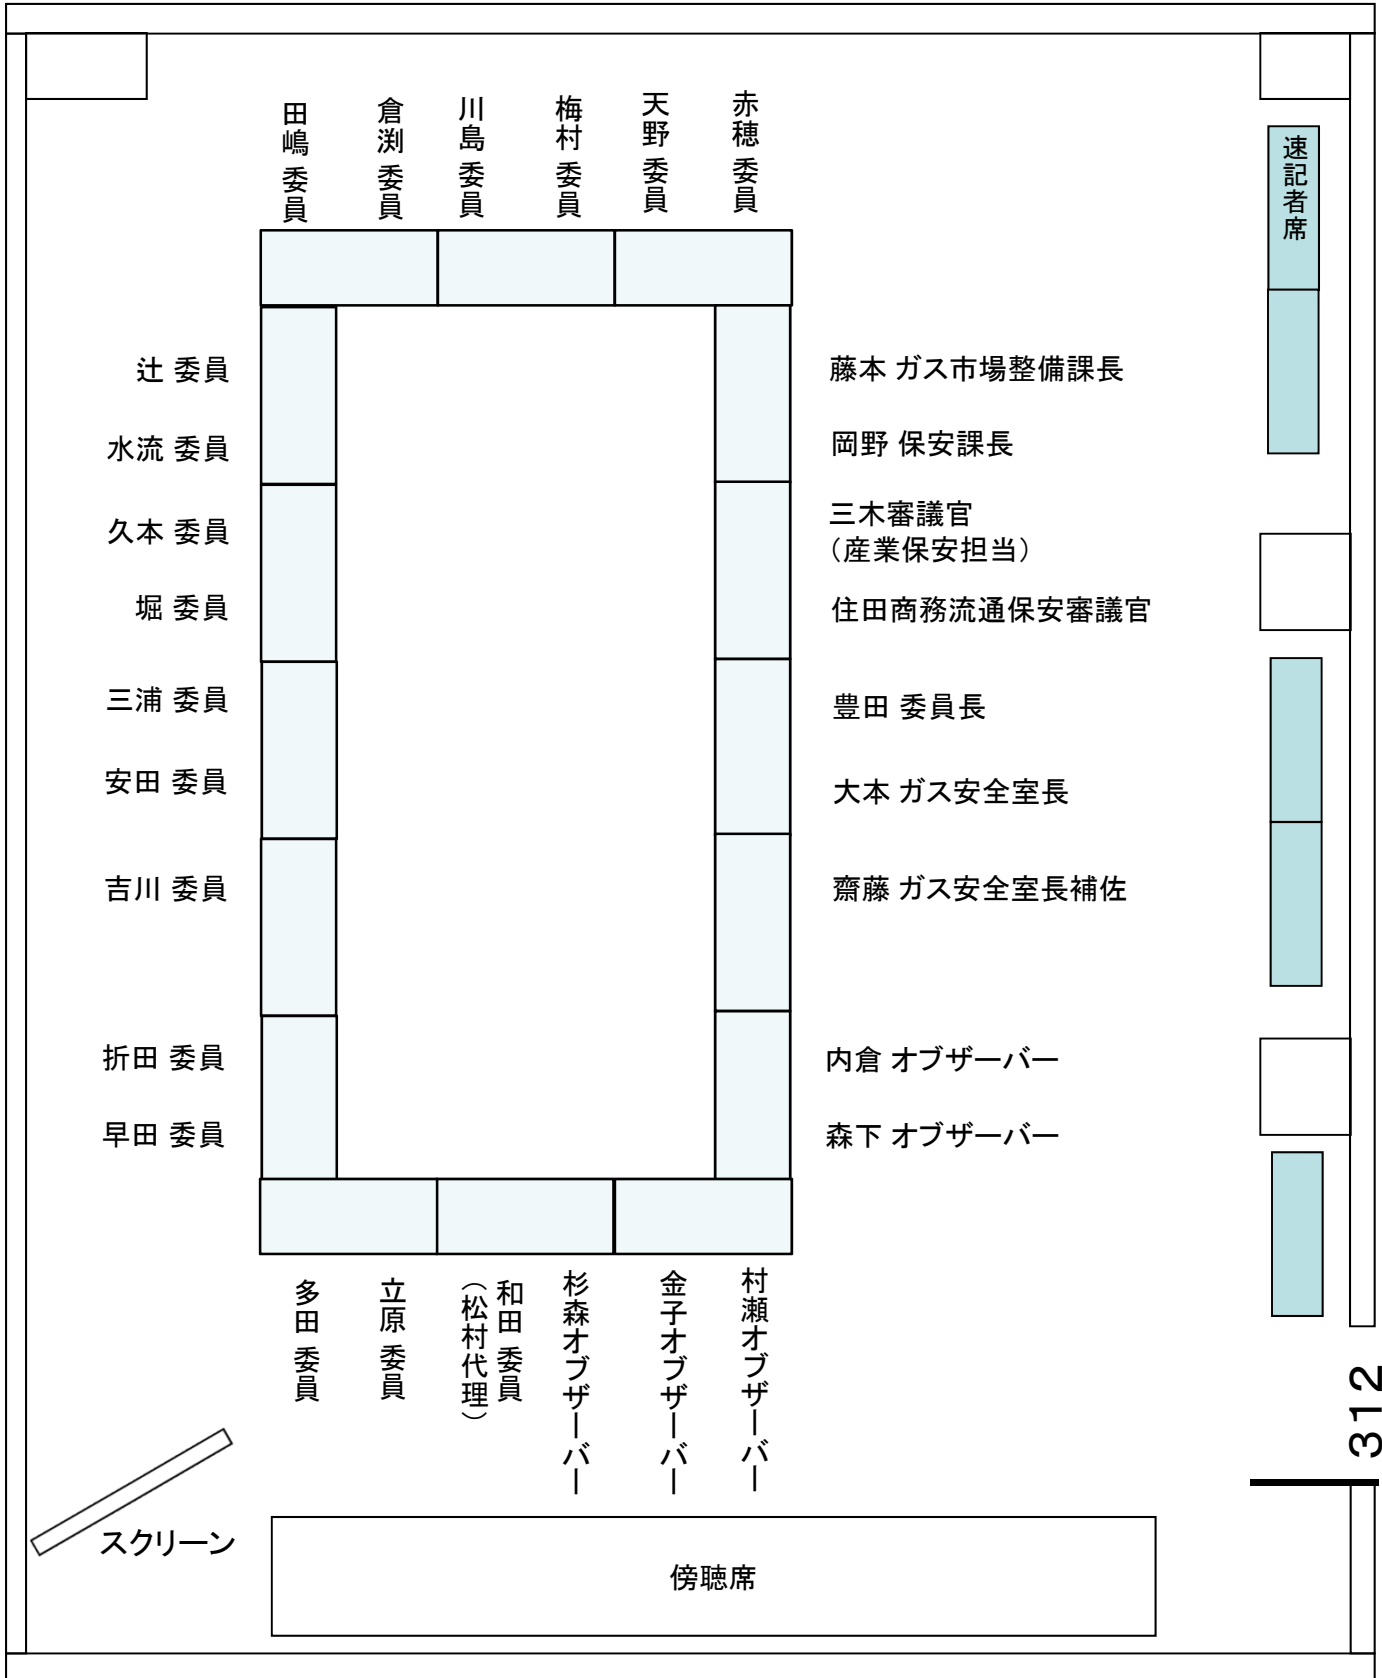 田嶋 委員
倉渕 委員
川島 委員
梅村 委員
天野 委員
赤穂 委員
速記者席
辻 委員
水流 委員
久本 委員
堀 委員
三浦 委員
安田 委員
吉川 委員
折田 委員
早田 委員
藤本 ガス市場整備課長
岡野 保安課長
三木審議官
（産業保安担当）
住田商務流通保安審議官
豊田 委員長
大本 ガス安全室長
齋藤 ガス安全室長補佐
内倉 オブザーバー
森下 オブザーバー
多田 委員
立原 委員
和田 委員
（松村代理）
杉森オブザーバー
金子オブザーバー
村瀬オブザーバー
312
スクリーン
傍聴席